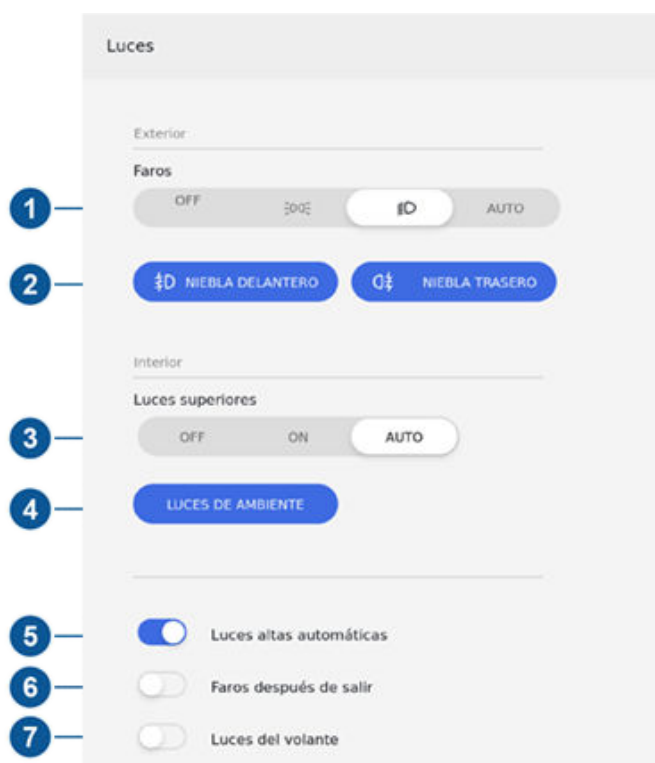 Luces
Exterior
Faros
1 OFF AUTO
2 NIEBLA DELANTERO NIEBLA TRASERO
Interior
Luces superiores
3 OFF ON AUTO
4 LUCES DE AMBIENTE
5 Luces altas automáticas
6 Faros después de salir
7 Luces del volante